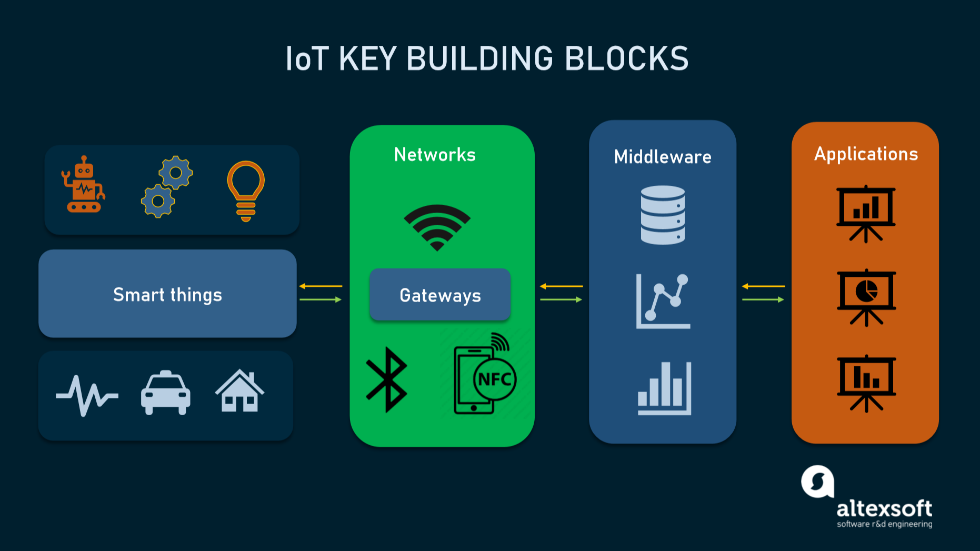 IoT KEY BUILDING BLOCKS
Networks
Middleware
Applications
Smart things
Gateways
NFC
altexsoft
software r&d engineering